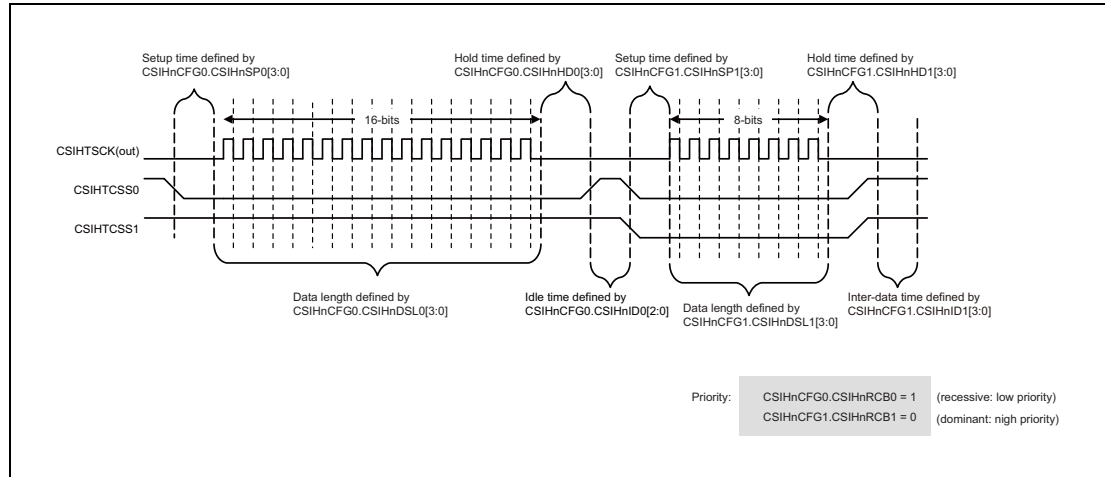 Setup time defined by
CSIHnCFG0.CSIHnSP0[3:0]
Hold time defined by
CSIHnCFG0.CSIHnHD0[3:0]
Setup time defined by
CSIHnCFG1.CSIHnSP1[3:0]
Hold time defined by
CSIHnCFG1.CSIHnHD1[3:0]
16-bits
8-bits
CSIHTSCK(out)
CSIHTCSS0
CSIHTCSS1
Data length defined by
CSIHnCFG0.CSIHnDSL0[3:0]
Idle time defined by
CSIHnCFG0.CSIHnID0[2:0]
Data length defined by
CSIHnCFG1.CSIHnDSL1[3:0]
Inter-data time defined by
CSIHnCFG1.CSIHnID1[3:0]
Priority: CSIHnCFG0.CSIHnRCB0 = 1 (recessive: low priority)
CSIHnCFG1.CSIHnRCB1 = 0 (dominant: nigh priority)